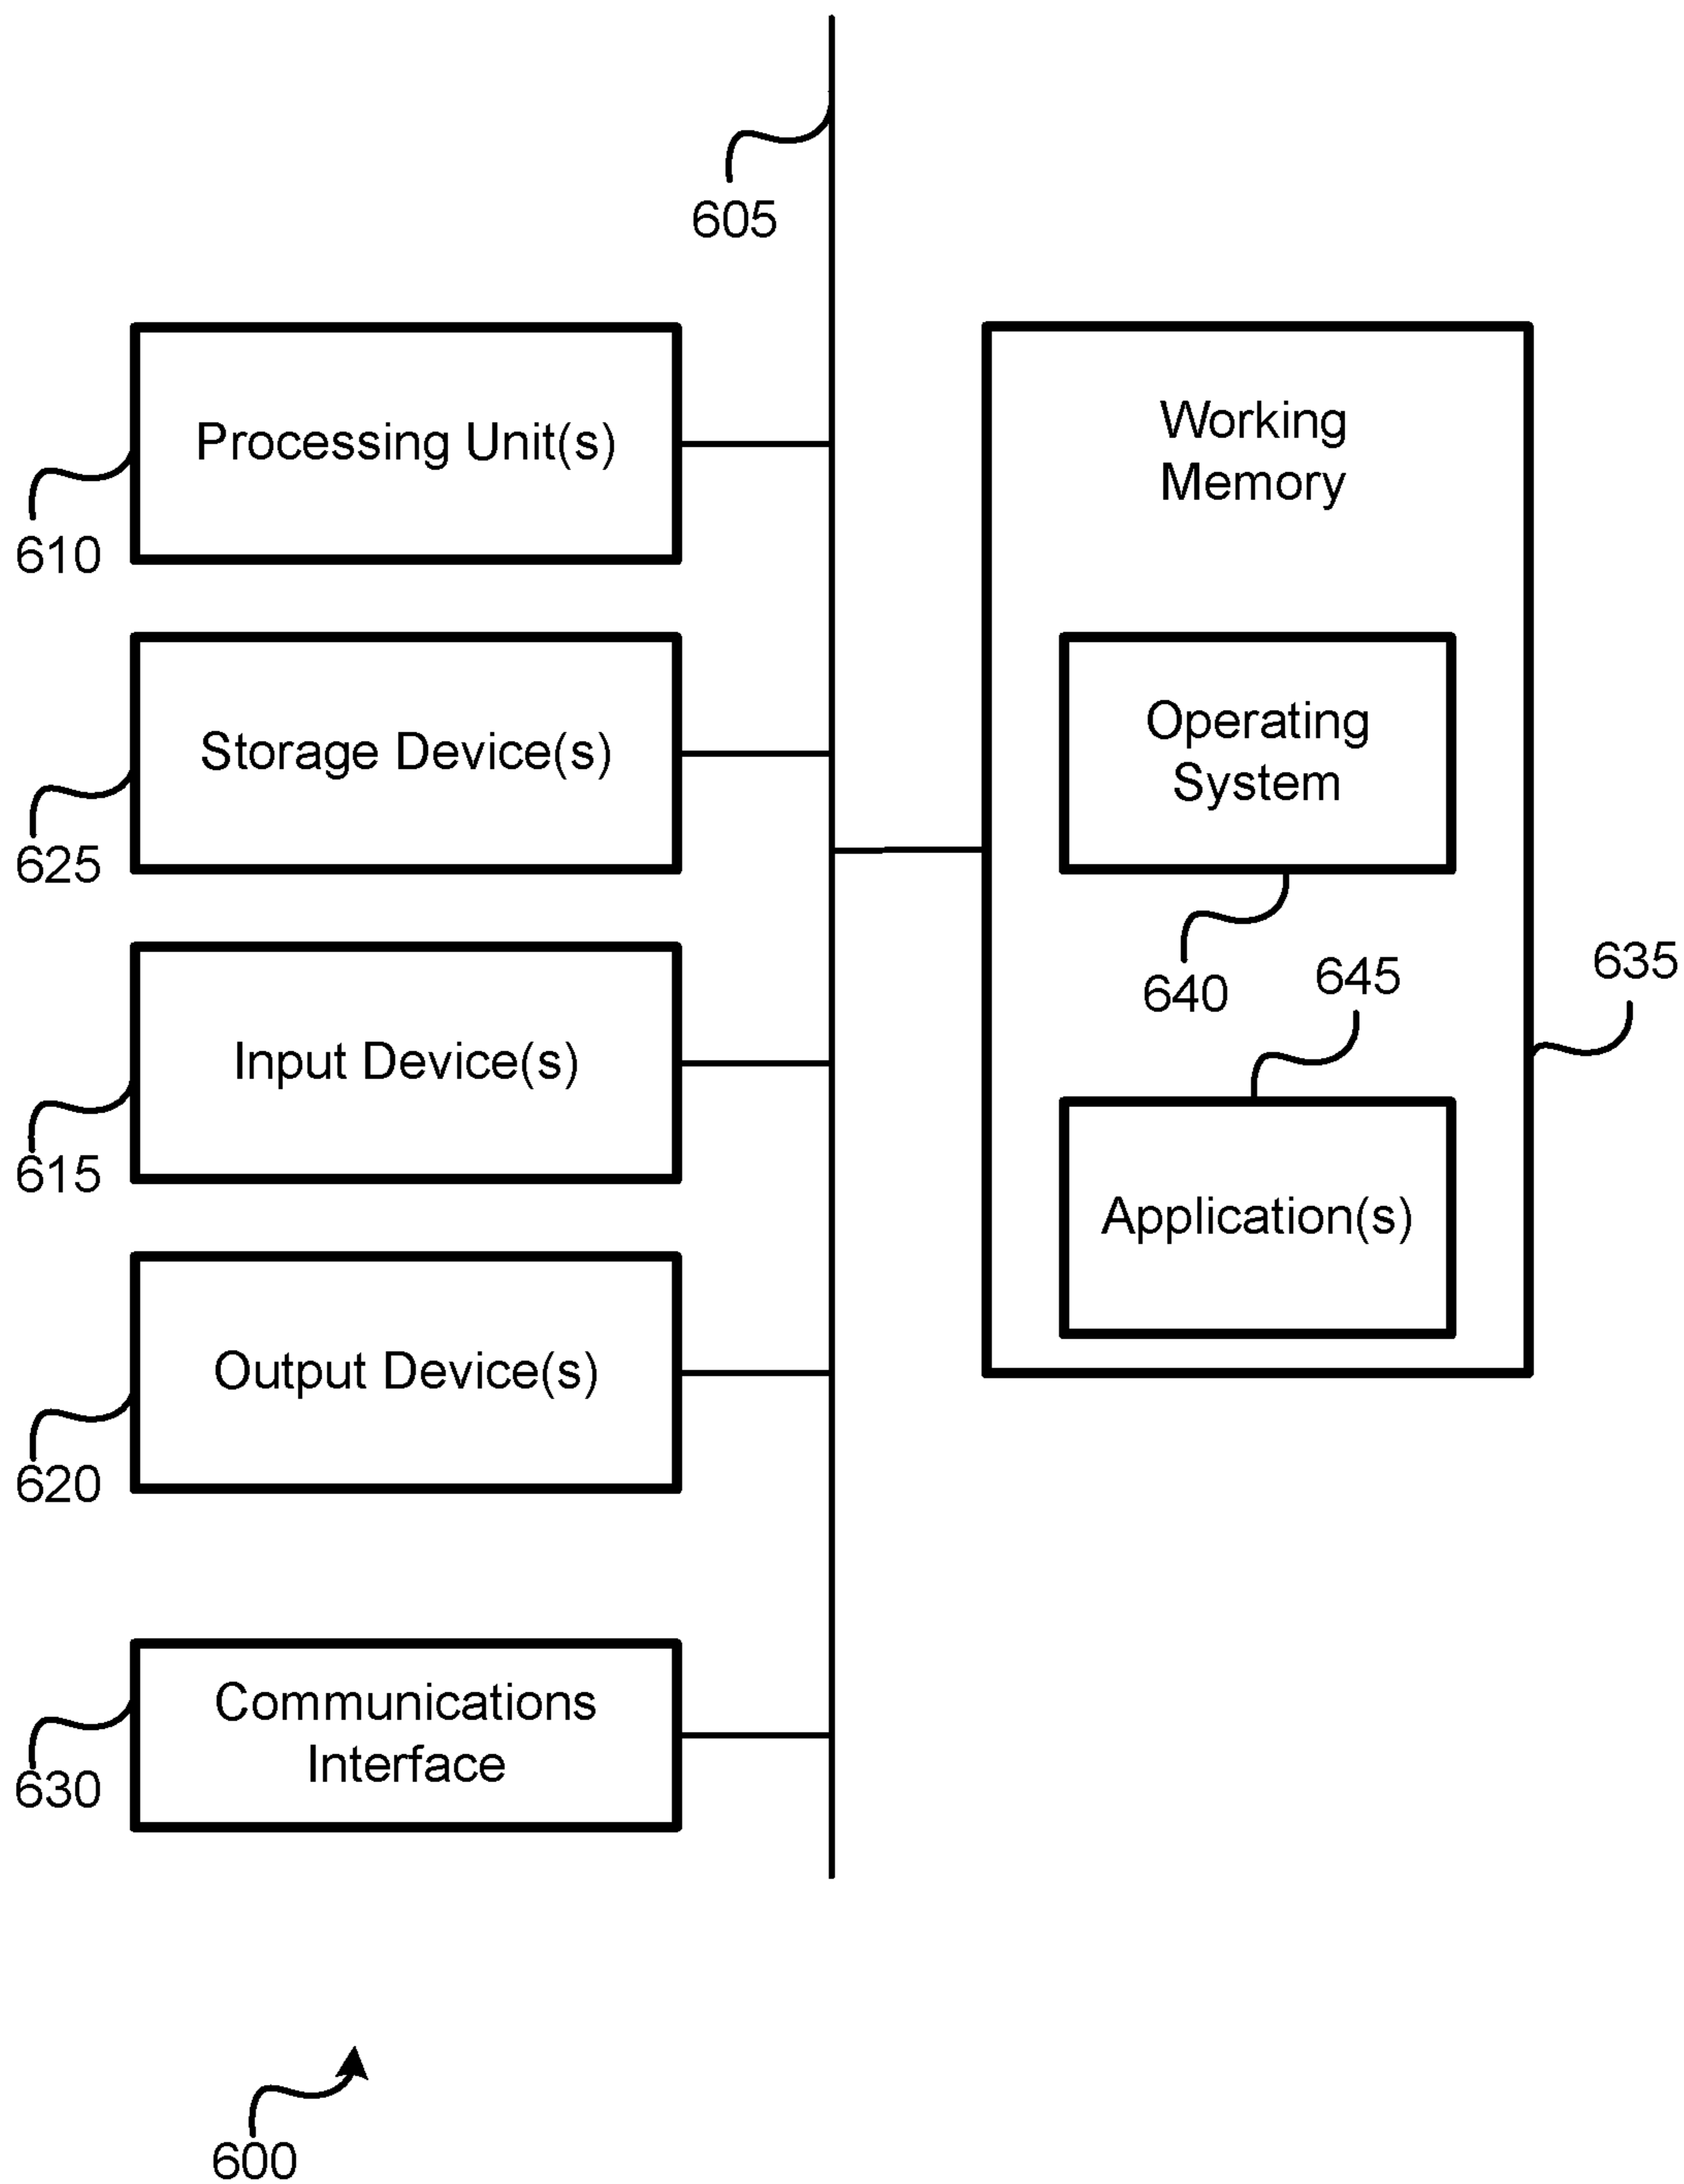 605
Processing Unit(s)
610
Storage Device(s)
625
Input Device(s)
615
Output Device(s)
620
Communications
Interface
630
Working
Memory
Operating
System
640
645
635
Application(s)
600